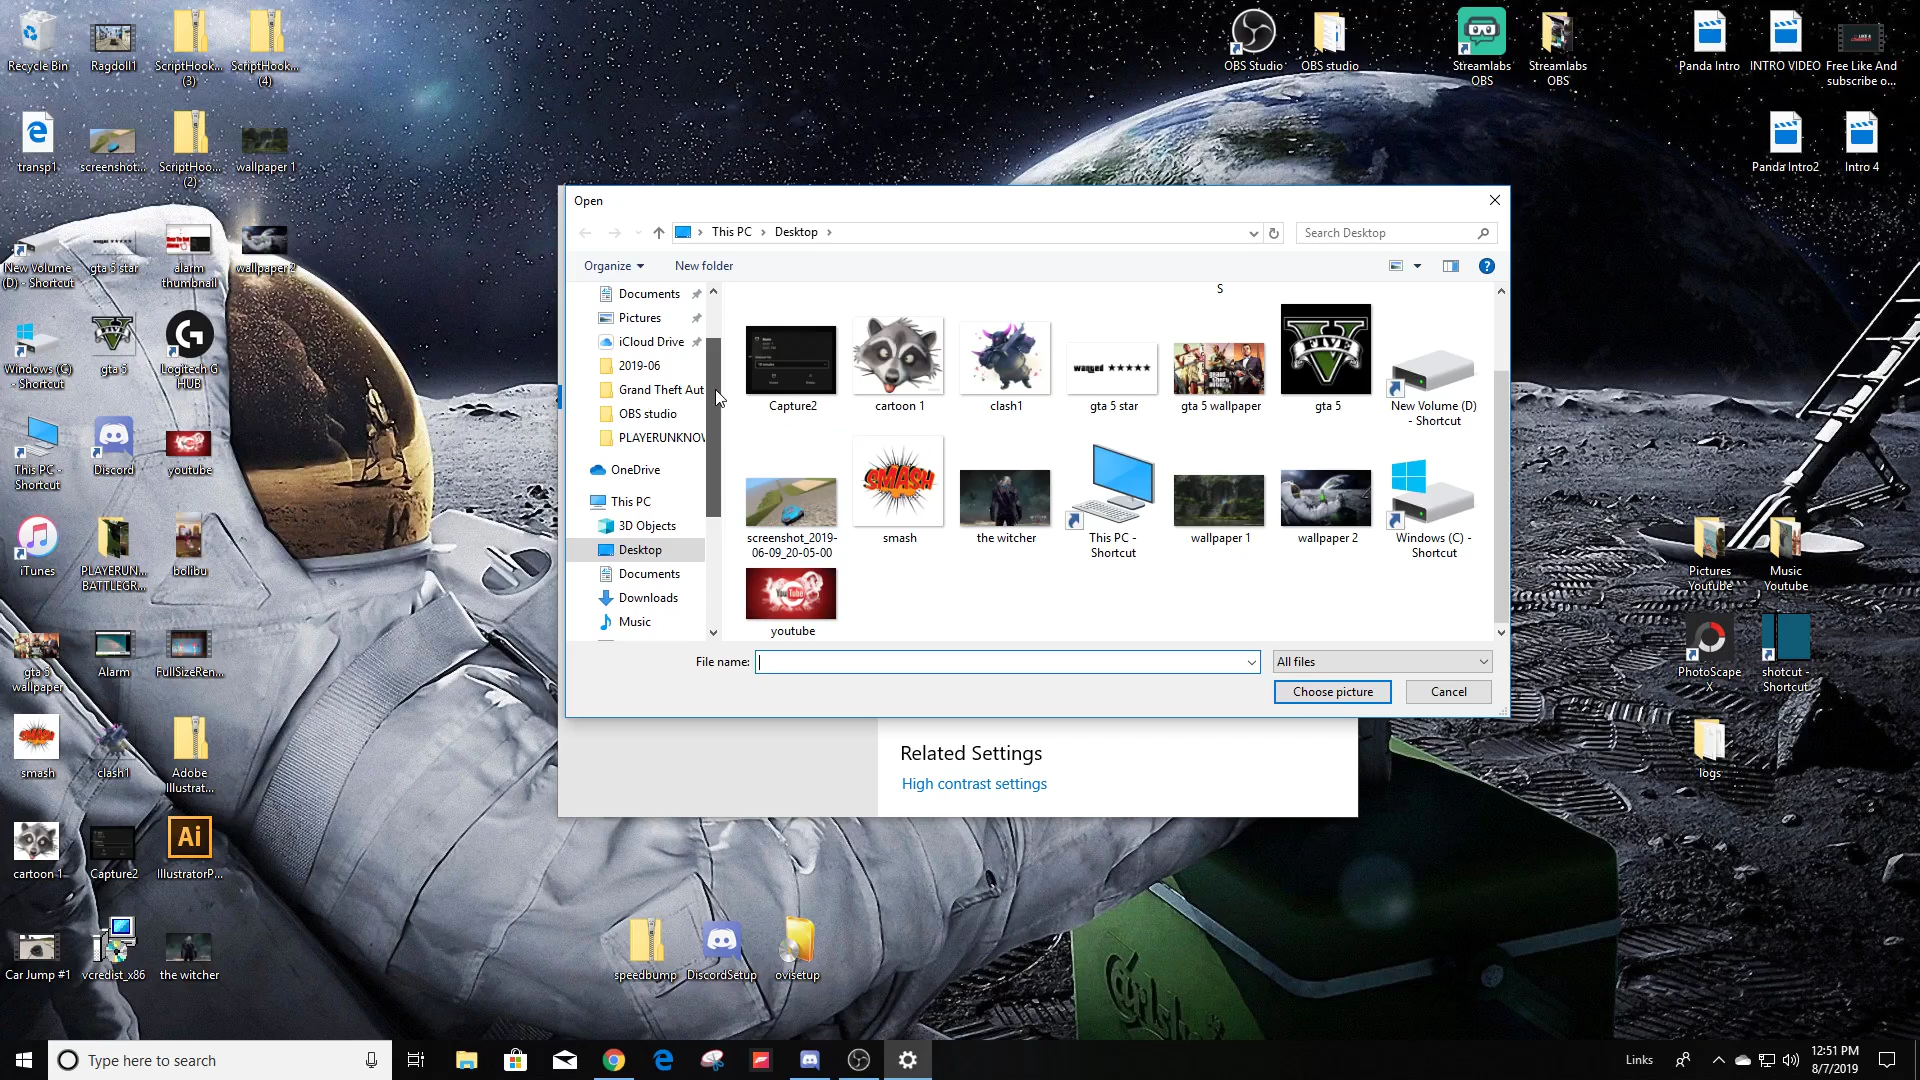 Recycle Bin
Ragdoll1
ScriptHook...
(3)
ScriptHook...
(4)
OBS Studio
OBS studio
Streamlabs
OBS
Streamlabs
OBS
Panda Intro
INTRO VIDEO
Free Like And
subscribe o...
transp1
screenshot...
ScriptHoo...
(2)
wallpaper 1
Panda Intro2
Intro 4
New Volume
(D) - Shortcut
gta 5 star
alarm
thumbnail
wallpaper 2
Windows (C)
- Shortcut
gta 5
Logitech G
HUB
This PC -
Shortcut
Discord
youtube
iTunes
PLAYERUN...
BATTLEGR...
bolibu
gta 5
wallpaper
Alarm
FullSizeRen...
smash
clash1
Adobe
Illustrat...
Ai
cartoon 1
Capture2
IllustratorP...
Car Jump #1
vcredist_x86
the witcher
speedbump
DiscordSetup
ovisetup
Pictures
Youtube
Music
Youtube
PhotoScape
X
shotcut -
Shortcut
logs
Open
This PC
Desktop
Search Desktop
Organize
New folder
Documents
Pictures
iCloud Drive
2019-06
Grand Theft Aut
OBS studio
PLAYERUNKNOW
OneDrive
This PC
3D Objects
Desktop
Documents
Downloads
Music
S
Capture2
cartoon 1
clash1
wanted ★★★★★
gta 5 star
gta 5 wallpaper
FIVE
gta 5
New Volume (D)
- Shortcut
screenshot_2019-
06-09_20-05-00
SMASH
smash
the witcher
This PC -
Shortcut
wallpaper 1
wallpaper 2
Windows (C) -
Shortcut
YouTube
youtube
File name:
All files
Choose picture
Cancel
Related Settings
High contrast settings
Carlsberg
Type here to search
Links
12:51 PM
8/7/2019